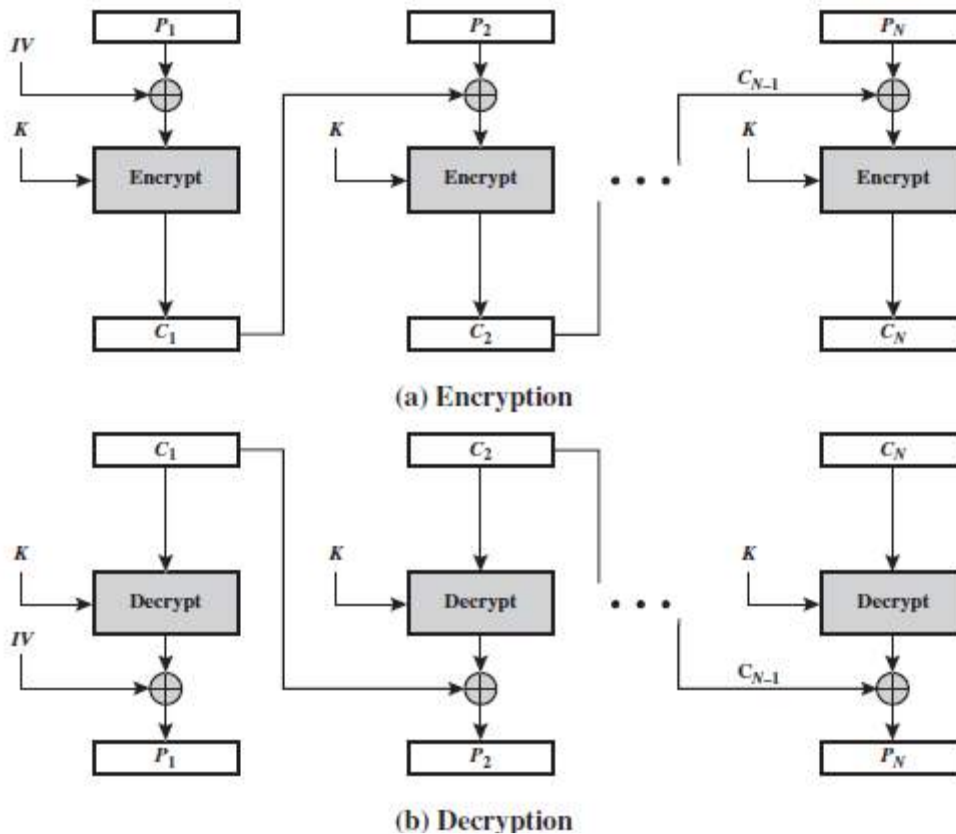 P1 P2 PN
IV
CN–1
K K K
Encrypt Encrypt Encrypt
C1 C2 CN
(a) Encryption
C1 C2 CN
K K K
Decrypt Decrypt Decrypt
IV
CN–1
P1 P2 PN
(b) Decryption